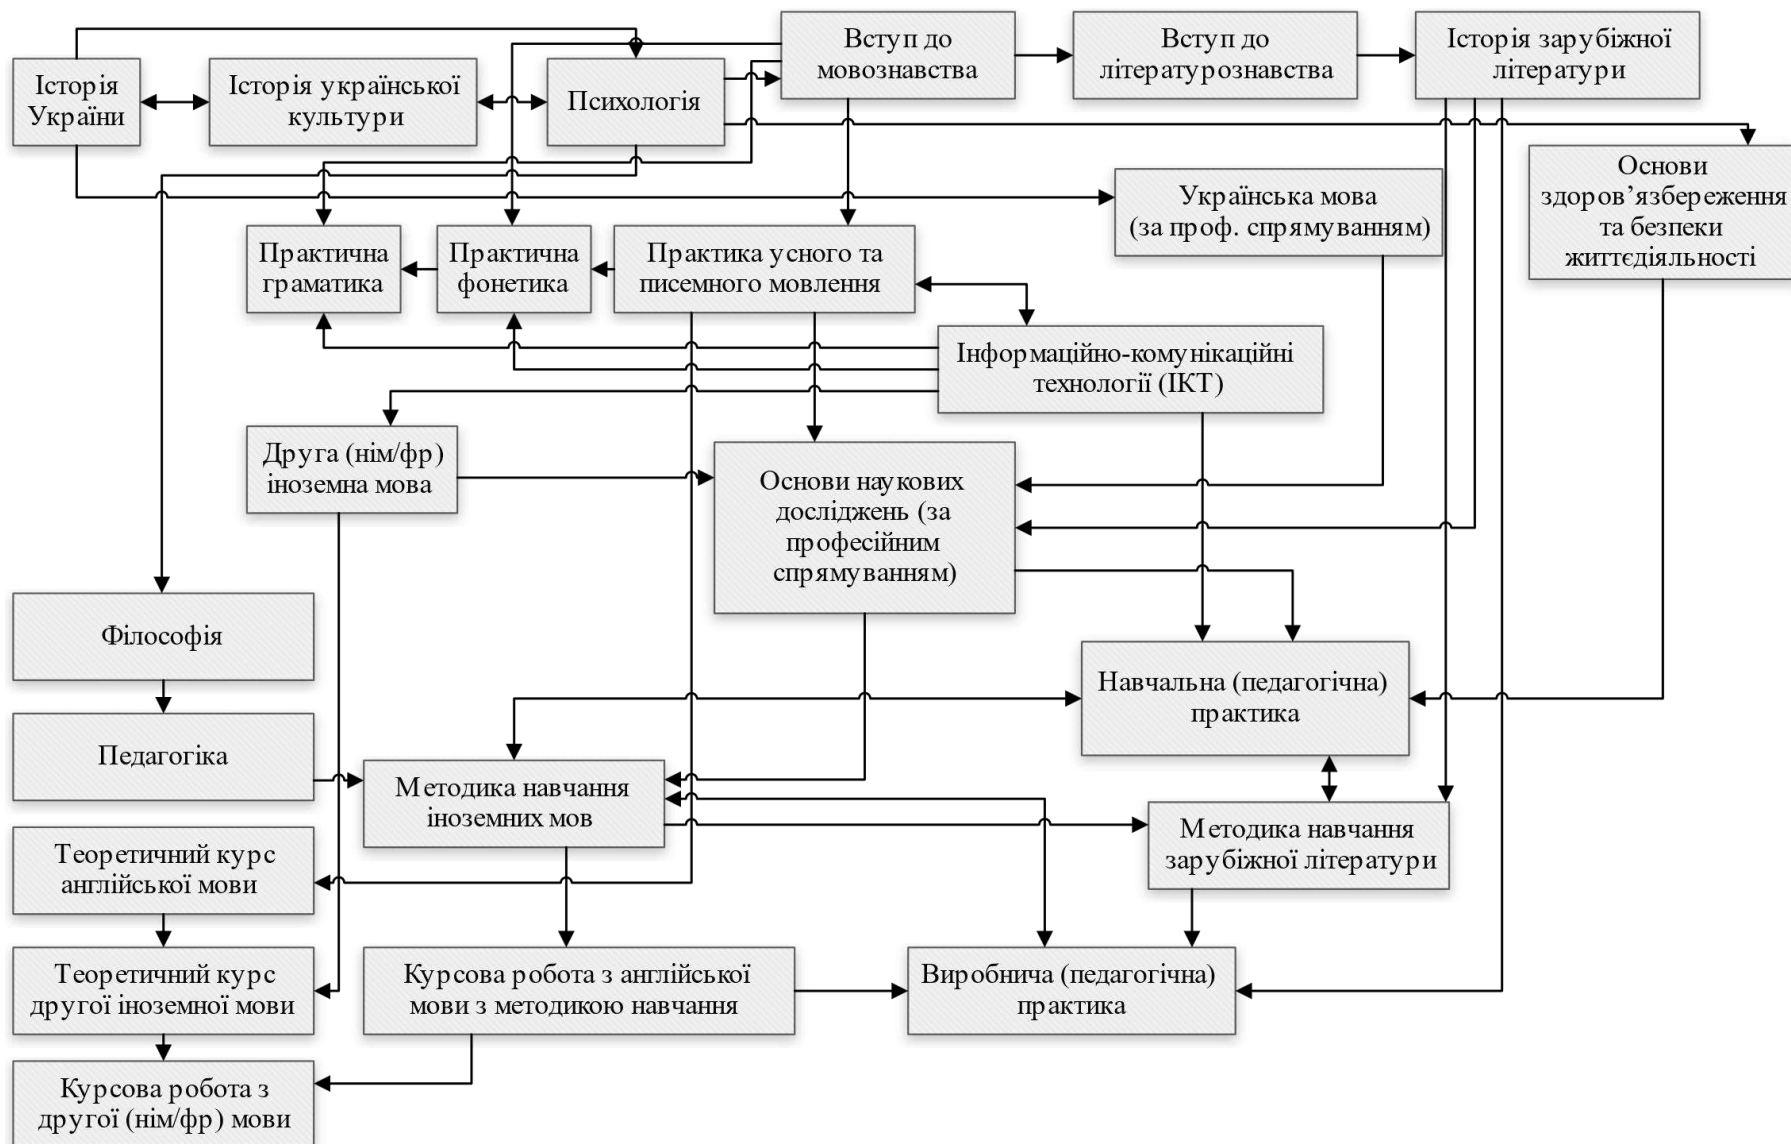 Вступ до
мовознавства
Вступ до
літературознавства
Історія зарубіжної
літератури
Історія
України
Історія української
культури
Психологія
Основи
здоров’язбереження
та безпеки
життєдіяльності
Українська мова
(за проф. спрямуванням)
Практична
граматика
Практична
фонетика
Практика усного та
писемного мовлення
Інформаційно-комунікаційні
технології (ІКТ)
Друга (нім/фр)
іноземна мова
Основи наукових
досліджень (за
професійним
спрямуванням)
Філософія
Навчальна (педагогічна)
практика
Педагогіка
Методика навчання
іноземних мов
Методика навчання
зарубіжної літератури
Теоретичний курс
англійської мови
Теоретичний курс
другої іноземної мови
Курсова робота з англійської
мови з методикою навчання
Виробнича (педагогічна)
практика
Курсова робота з
другої (нім/фр) мови